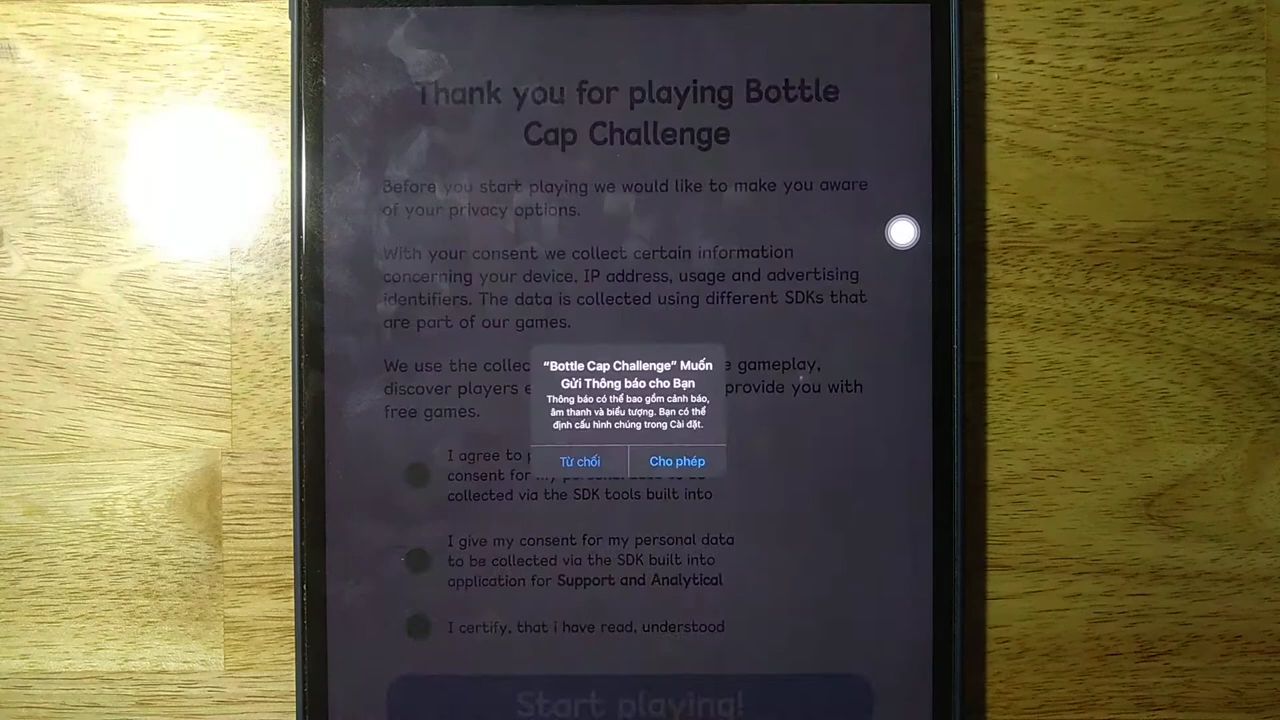 Thank you for playing Bottle
Cap Challenge
Before you start playing we would like to make you aware
of your privacy options.
With your consent we collect certain information
concerning your device, IP address, usage and advertising
identifiers. The data is collected using different SDKs that
are part of our games.
We use the collec e gameplay,
discover players e provide you with
free games.
“Bottle Cap Challenge” Muốn
Gửi Thông báo cho Bạn
Thông báo có thể bao gồm cảnh báo,
âm thanh và biểu tượng. Bạn có thể
định cấu hình chúng trong Cài đặt.
Từ chối Cho phép
I agree to
consent for my personal data to be
collected via the SDK tools built into
I give my consent for my personal data
to be collected via the SDK built into
application for Support and Analytical
I certify, that i have read, understood
Start playing!